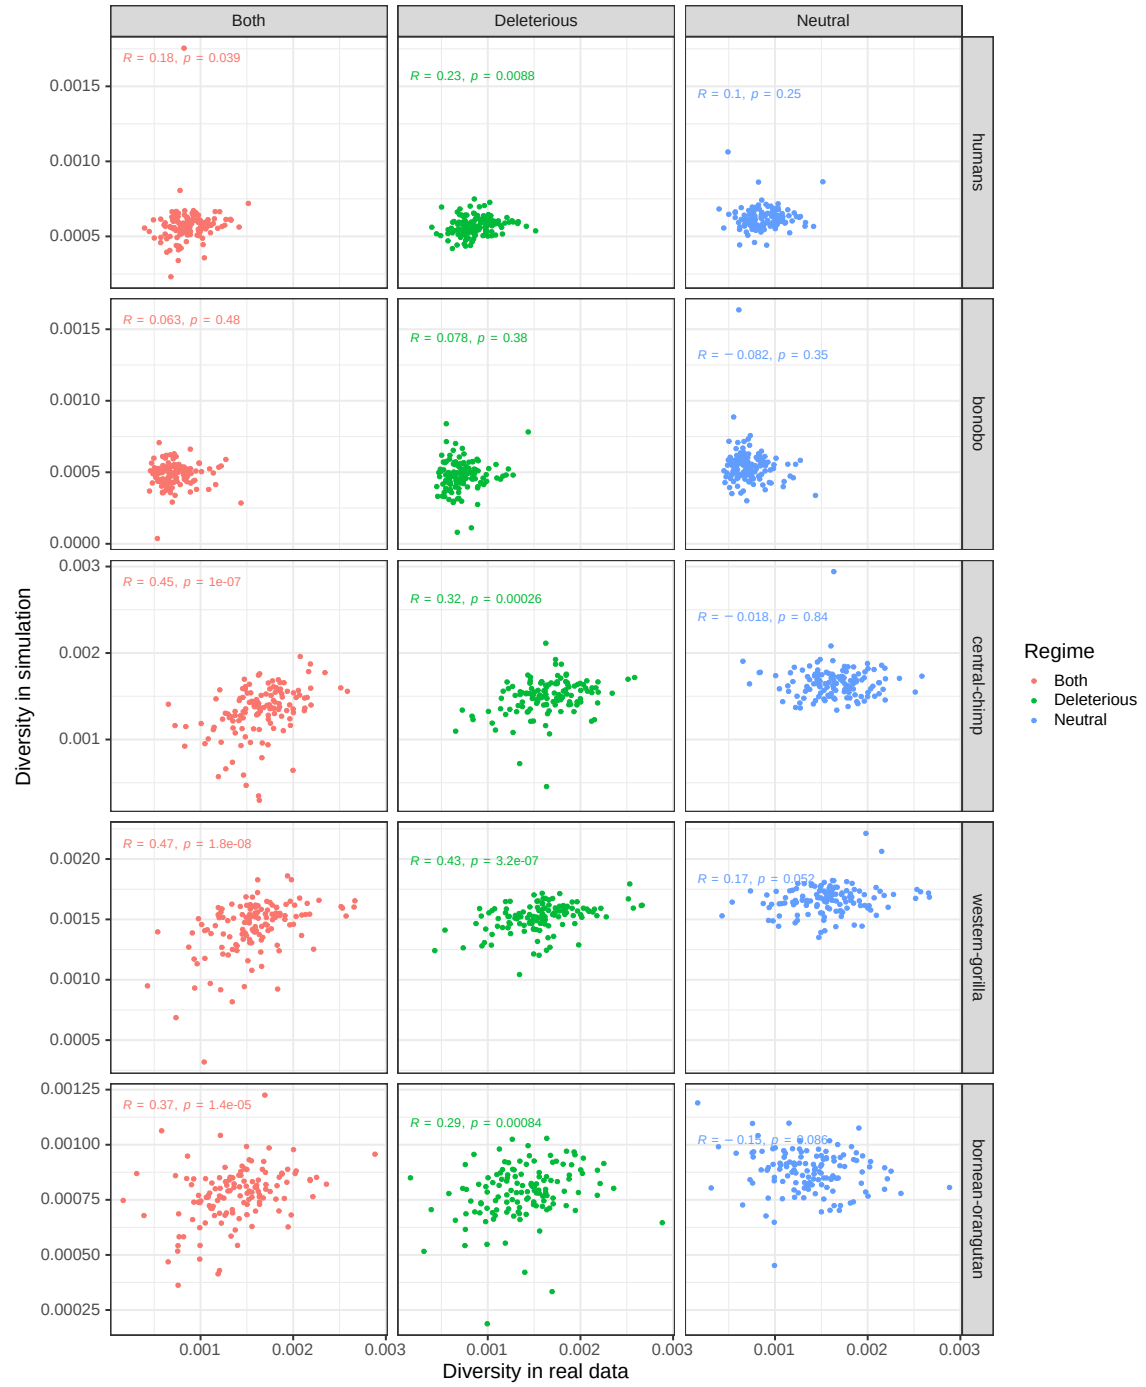 Both Deleterious Neutral
R = 0.18, p = 0.039
R = 0.23, p = 0.0088
R = 0.1, p = 0.25
0.0015
0.0010
0.0005
humans
R = 0.063, p = 0.48
R = 0.078, p = 0.38
R = −0.082, p = 0.35
0.0015
0.0010
0.0005
0.0000
bonobo
R = 0.45, p = 1e-07
R = 0.32, p = 0.00026
R = −0.018, p = 0.84
0.003
0.002
0.001
central-chimp
R = 0.47, p = 1.8e-08
R = 0.43, p = 3.2e-07
R = 0.17, p = 0.052
0.0020
0.0015
0.0010
0.0005
western-gorilla
R = 0.37, p = 1.4e-05
R = 0.29, p = 0.00084
R = −0.15, p = 0.086
0.00125
0.00100
0.00075
0.00050
0.00025
bornean-orangutan
0.001 0.002 0.003 0.001 0.002 0.003 0.001 0.002 0.003
Diversity in real data
Diversity in simulation
Regime
Both
Deleterious
Neutral